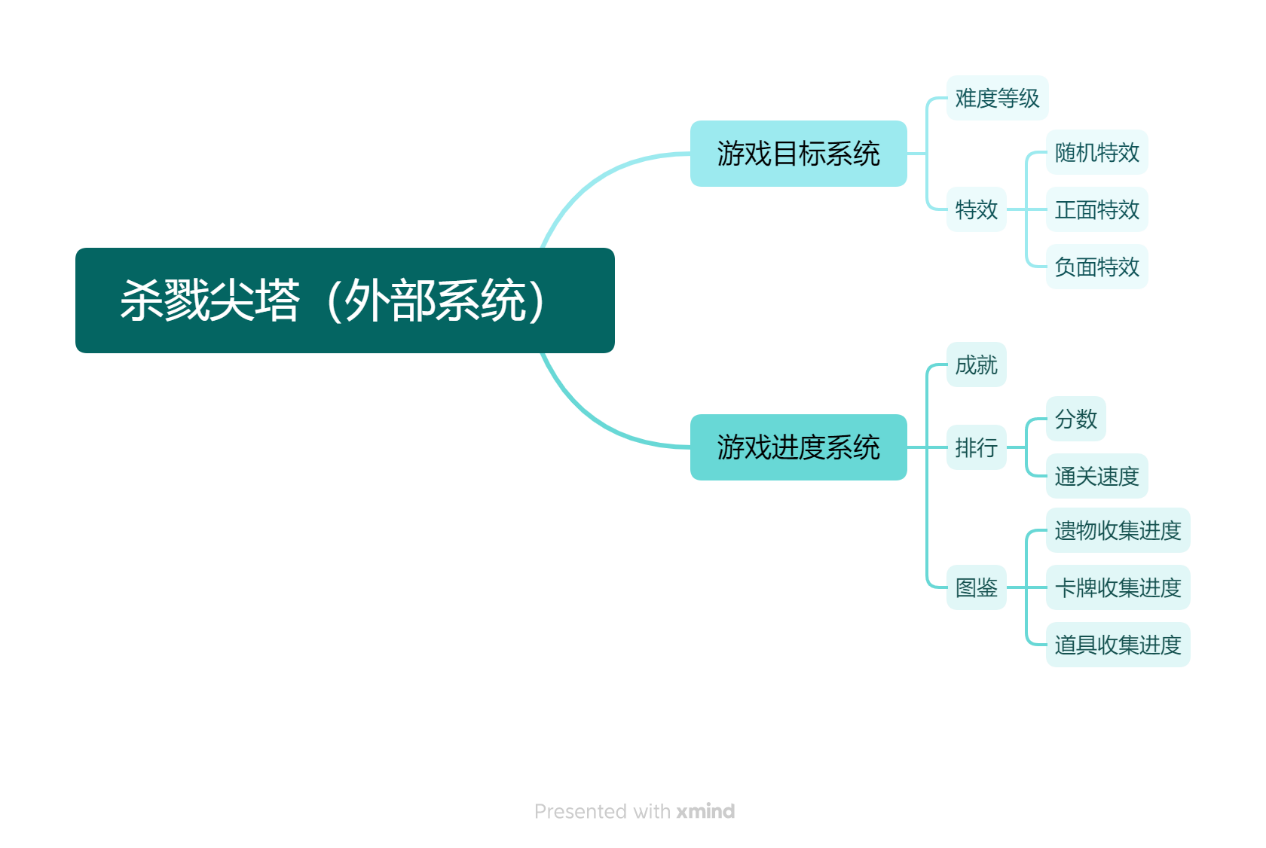 杀戮尖塔（外部系统）
游戏目标系统
难度等级
特效
随机特效
正面特效
负面特效
游戏进度系统
成就
排行
分数
通关速度
图鉴
遗物收集进度
卡牌收集进度
道具收集进度
Presented with xmind